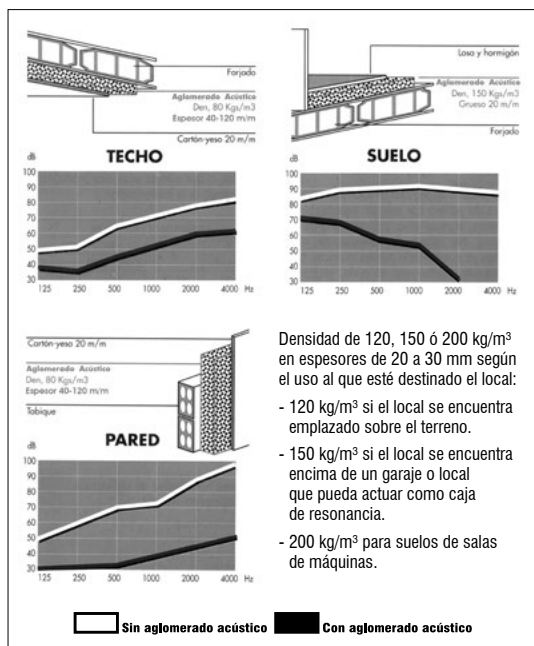 Forjado
Aglomerado Acústico
Den, 80 Kgs/m3
Espesor 40-120 m/m
Cartón-yeso 20 m/m
TECHO
dB
100
90
80
70
60
50
40
30
125 250 500 1000 2000 4000 Hz
Losa y hormigón
Aglomerado Acústico
Den, 150 Kgs/m3
Grueso 20 m/m
Forjado
SUELO
dB
100
90
80
70
60
50
40
30
125 250 500 1000 2000 4000 Hz
Cartón-yeso 20 m/m
Aglomerado Acústico
Den, 80 Kgs/m3
Espesor 40-120 m/m
Tabique
PARED
dB
100
90
80
70
60
50
40
30
125 250 500 1000 2000 4000 Hz
Densidad de 120, 150 ó 200 kg/m³
en espesores de 20 a 30 mm según
el uso al que esté destinado el local:
- 120 kg/m³ si el local se encuentra
emplazado sobre el terreno.
- 150 kg/m³ si el local se encuentra
encima de un garaje o local
que pueda actuar como caja
de resonancia.
- 200 kg/m³ para suelos de salas
de máquinas.
Sin aglomerado acústico Con aglomerado acústico